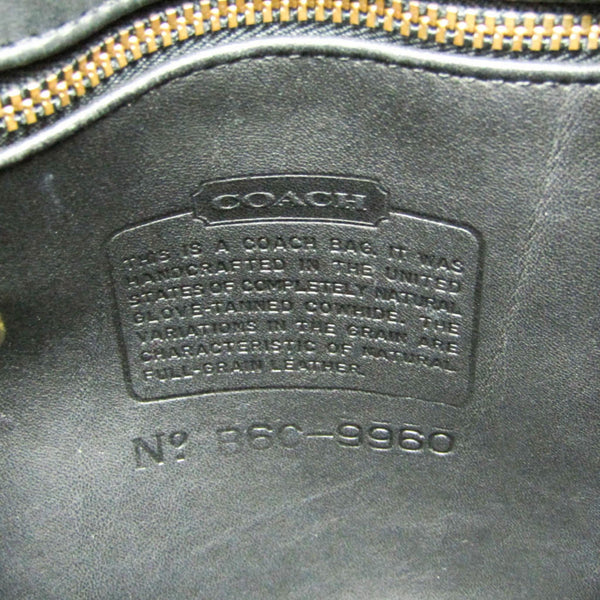 COACH
THIS IS A COACH BAG. IT WAS
HANDCRAFTED IN THE UNITED
STATES OF COMPLETELY NATURAL
GLOVE-TANNED COWHIDE. THE
VARIATIONS IN THE GRAIN ARE
CHARACTERISTIC OF NATURAL
FULL-GRAIN LEATHER.
Nº B6C-9960